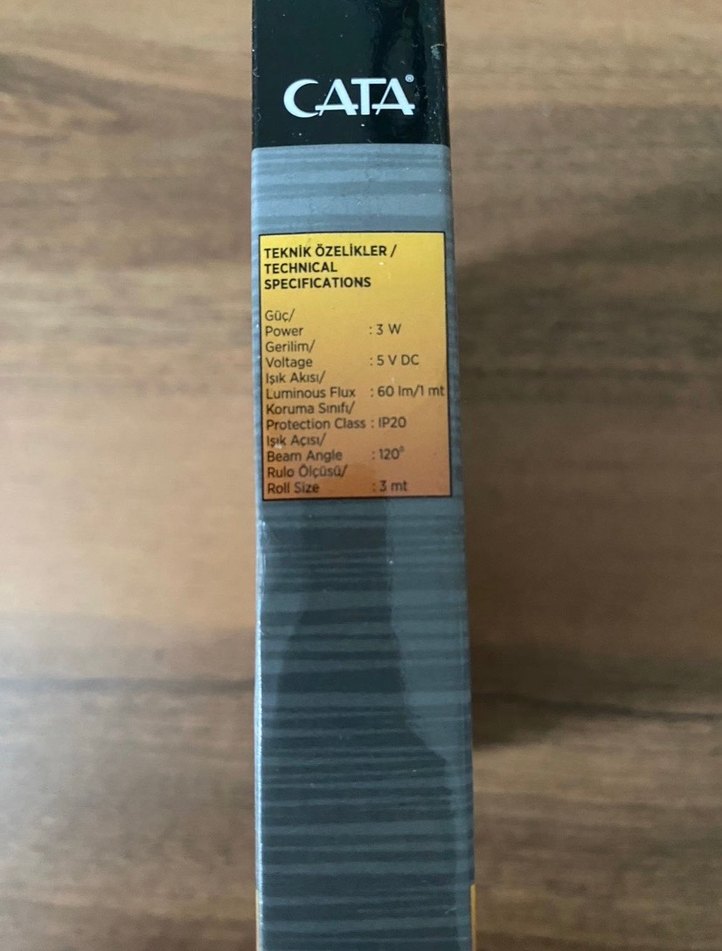 CATA®
TEKNİK ÖZELİKLER /
TECHNICAL
SPECIFICATIONS
Güç/
Power : 3 W
Gerilim/
Voltage : 5 V DC
Işık Akısı/
Luminous Flux : 60 lm/1 mt
Koruma Sınıfı/
Protection Class : IP20
Işık Açısı/
Beam Angle : 120°
Rulo Ölçüsü/
Roll Size : 3 mt